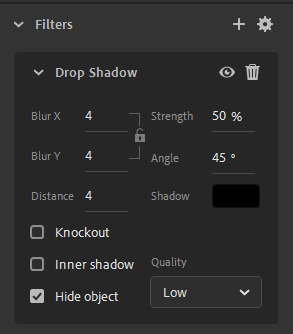 Filters
Drop Shadow
Blur X 4 Strength 50 %
Blur Y 4 Angle 45 °
Distance 4 Shadow
Knockout
Inner shadow Quality
Hide object Low